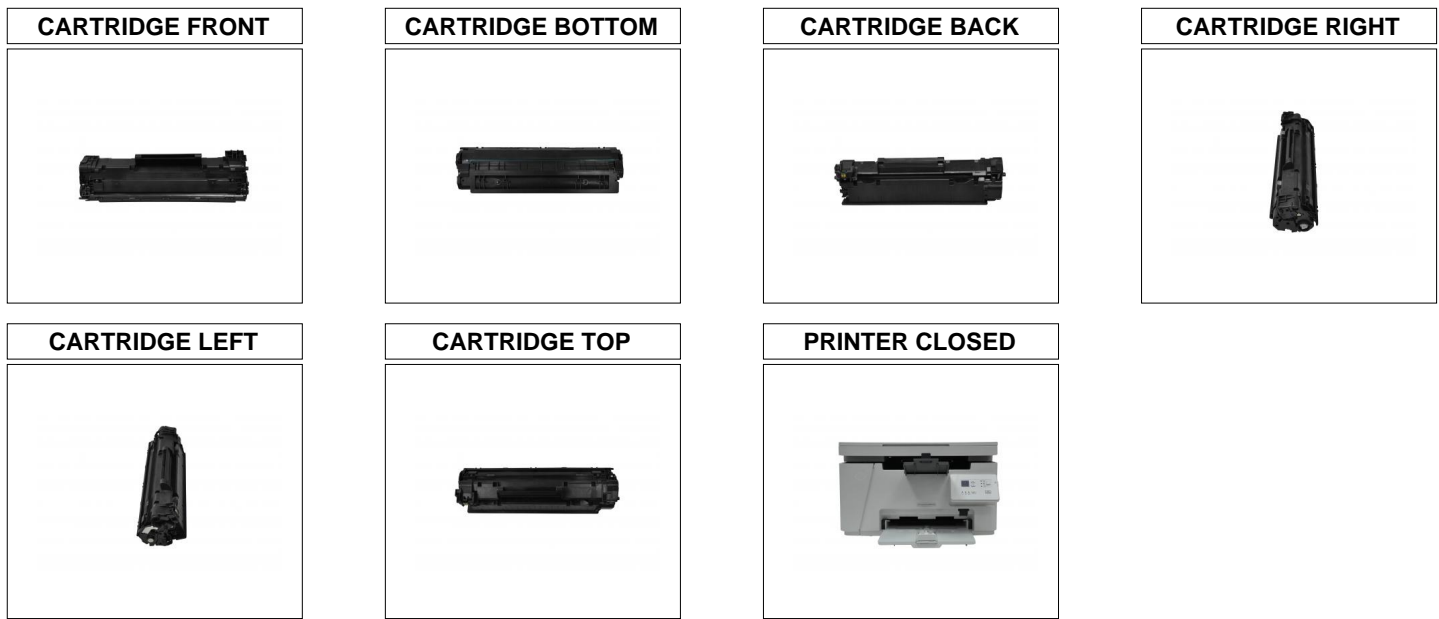 CARTRIDGE FRONT
CARTRIDGE BOTTOM
CARTRIDGE BACK
CARTRIDGE RIGHT
CARTRIDGE LEFT
CARTRIDGE TOP
PRINTER CLOSED